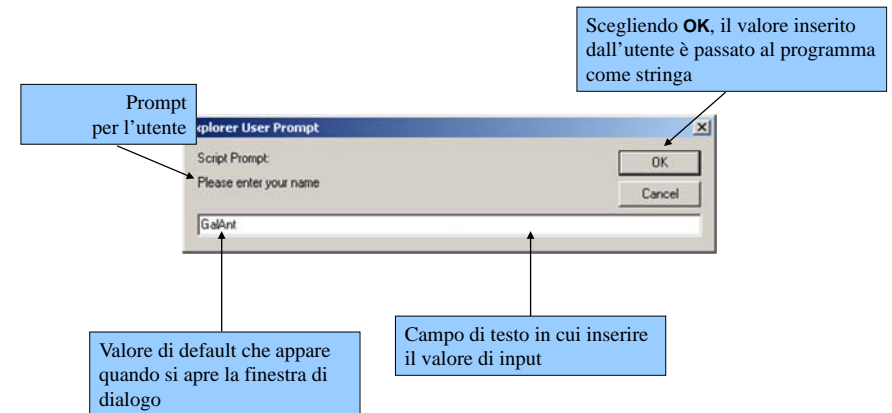 Scegliendo OK, il valore inserito
dall'utente è passato al programma
come stringa
Prompt
per l'utente
xplorer User Prompt
Script Prompt:
OK
Please enter your name
Cancel
GalAnt
Valore di default che appare
quando si apre la finestra di
dialogo
Campo di testo in cui inserire
il valore di input